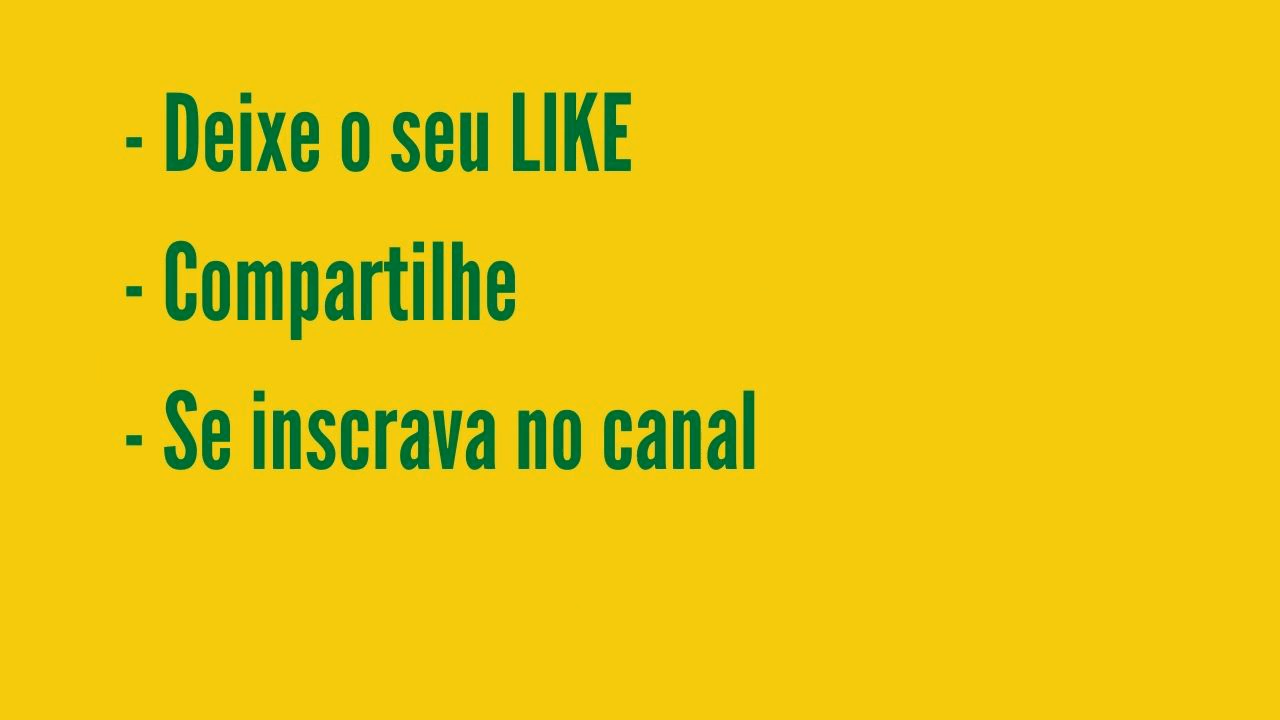 - Deixe o seu LIKE
- Compartilhe
- Se inscrava no canal